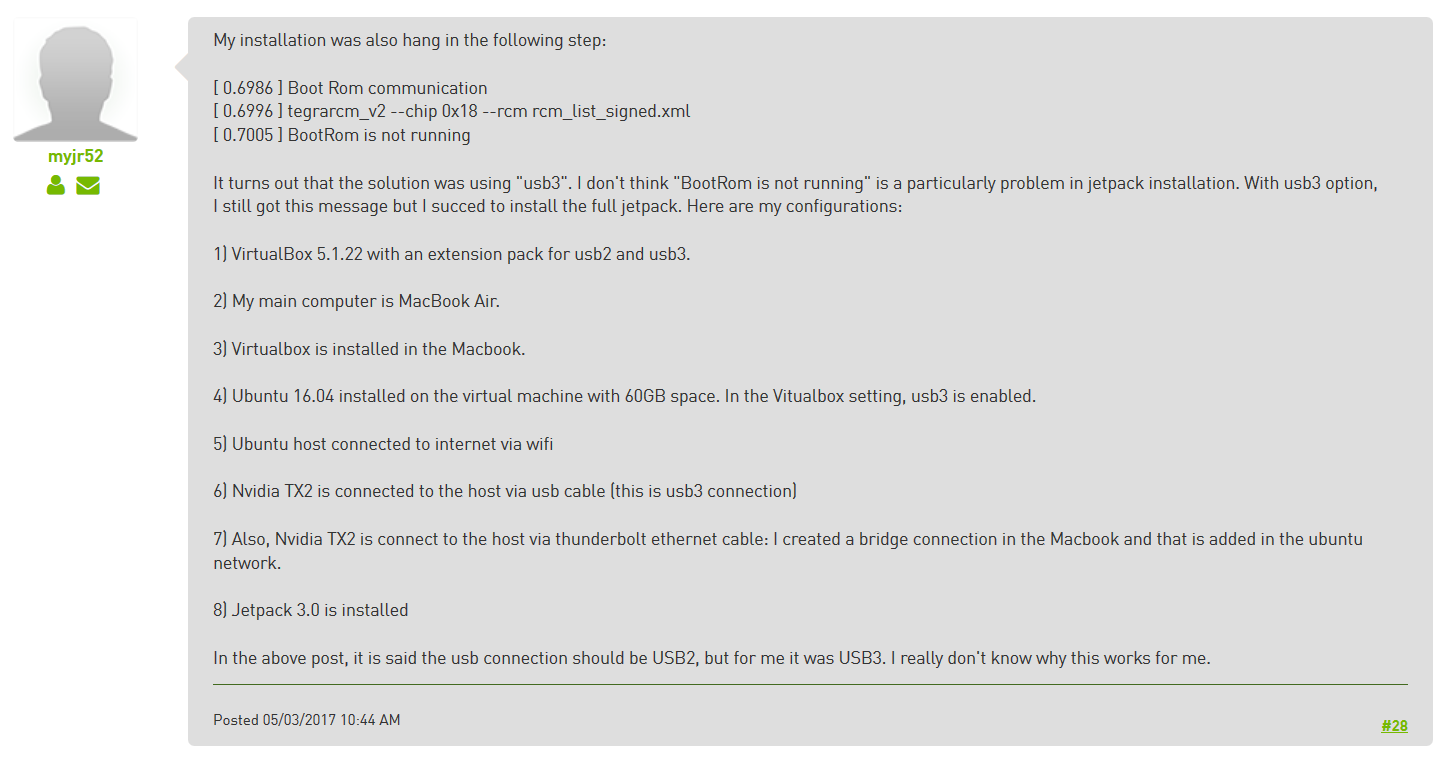 My installation was also hang in the following step:
[ 0.6986 ] Boot Rom communication
[ 0.6996 ] tegrarcm_v2 --chip 0x18 --rcm rcm_list_signed.xml
[ 0.7005 ] BootRom is not running
myjr52
It turns out that the solution was using "usb3". I don't think "BootRom is not running" is a particularly problem in jetpack installation. With usb3 option,
I still got this message but I succed to install the full jetpack. Here are my configurations:
1) VirtualBox 5.1.22 with an extension pack for usb2 and usb3.
2) My main computer is MacBook Air.
3) Virtualbox is installed in the Macbook.
4) Ubuntu 16.04 installed on the virtual machine with 60GB space. In the Vitualbox setting, usb3 is enabled.
5) Ubuntu host connected to internet via wifi
6) Nvidia TX2 is connected to the host via usb cable (this is usb3 connection)
7) Also, Nvidia TX2 is connect to the host via thunderbolt ethernet cable: I created a bridge connection in the Macbook and that is added in the ubuntu
network.
8) Jetpack 3.0 is installed
In the above post, it is said the usb connection should be USB2, but for me it was USB3. I really don't know why this works for me.
Posted 05/03/2017 10:44 AM
#28